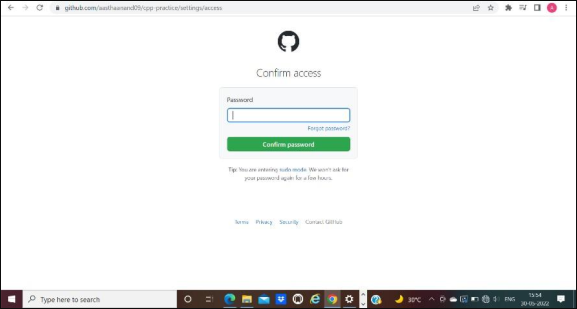 github.com/aasthaanand09/cpp-practice/settings/access
A
Confirm access
Password
Forgot password?
Confirm password
Tip: You are entering sudo mode. We won't ask for
your password again for a few hours.
Terms Privacy Security Contact GitHub
Type here to search
30°C
ENG
15:54
30-05-2022